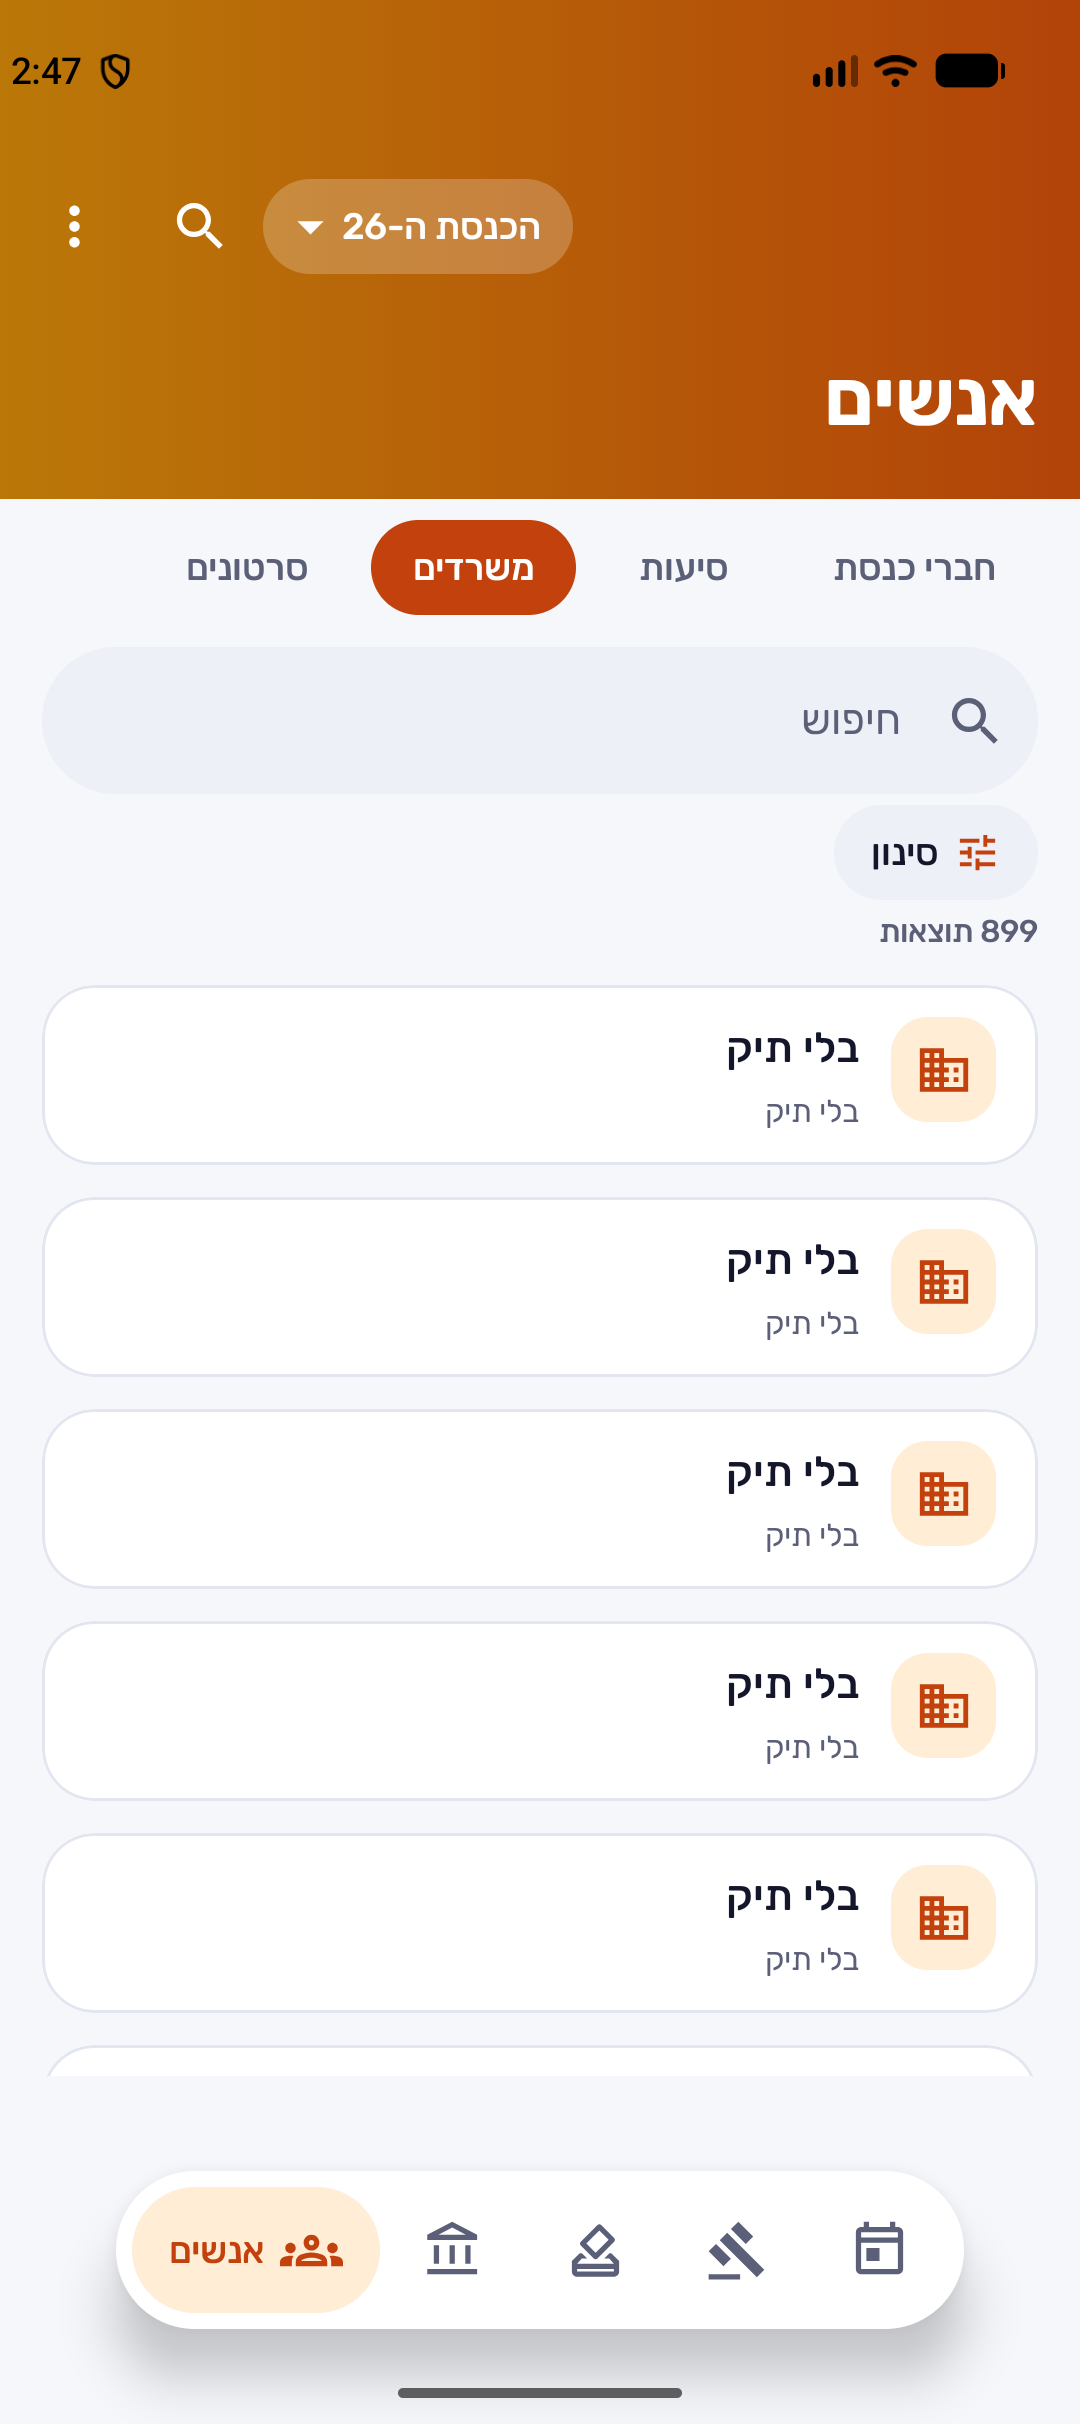 2:47
הכנסת ה-26
אנשים
חברי כנסת
סיעות
משרדים
סרטונים
חיפוש
סינון
899 תוצאות
בלי תיק
בלי תיק
בלי תיק
בלי תיק
בלי תיק
בלי תיק
בלי תיק
בלי תיק
בלי תיק
בלי תיק
אנשים